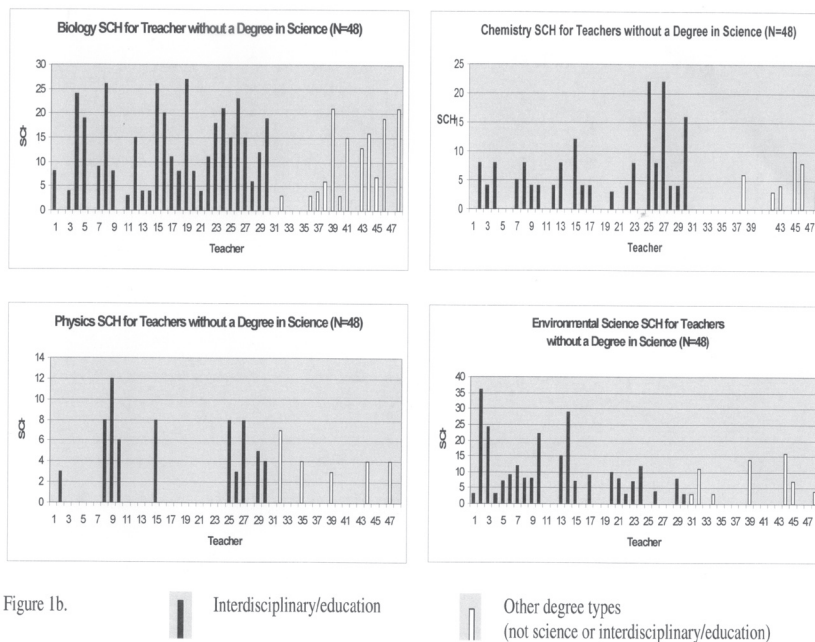 Biology SCH for Treacher without a Degree in Science (N=48)
30
25
20
15
10
5
0
SCH
1 3 5 7 9 11 13 15 17 19 21 23 25 27 29 31 33 35 37 39 41 43 45 47
Teacher
Chemistry SCH for Teachers without a Degree in Science (N=48)
25
20
SCH
15
10
5
0
1 3 5 7 9 11 13 15 17 19 21 23 25 27 29 31 33 35 37 39 43 45 47
Teacher
Physics SCH for Teachers without a Degree in Science (N=48)
14
12
10
8
6
4
2
0
SCH
1 3 5 7 9 11 13 15 17 19 21 23 25 27 29 31 33 35 37 39 41 43 45 47
Teacher
Environmental Science SCH for Teachers
without a Degree in Science (N=48)
40
35
30
25
20
15
10
5
0
SCH
1 3 5 7 9 11 13 15 17 19 21 23 25 27 29 31 33 35 37 39 41 43 45 47
Teacher
Figure 1b.
Interdisciplinary/education
Other degree types
(not science or interdisciplinary/education)